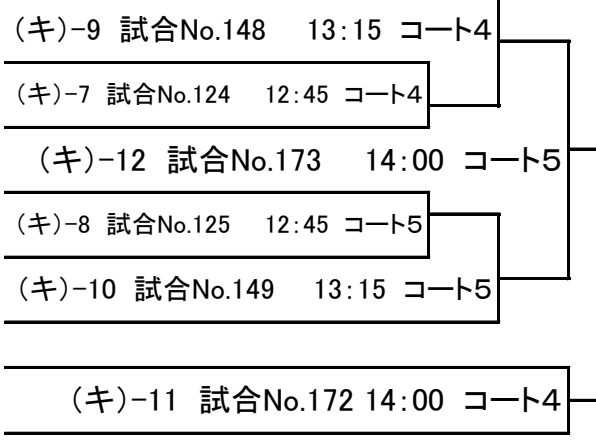 (キ)-9 試合No.148 13:15 コート4
(キ)-7 試合No.124 12:45 コート4
(キ)-12 試合No.173 14:00 コート5
(キ)-8 試合No.125 12:45 コート5
(キ)-10 試合No.149 13:15 コート5
(キ)-11 試合No.172 14:00 コート4